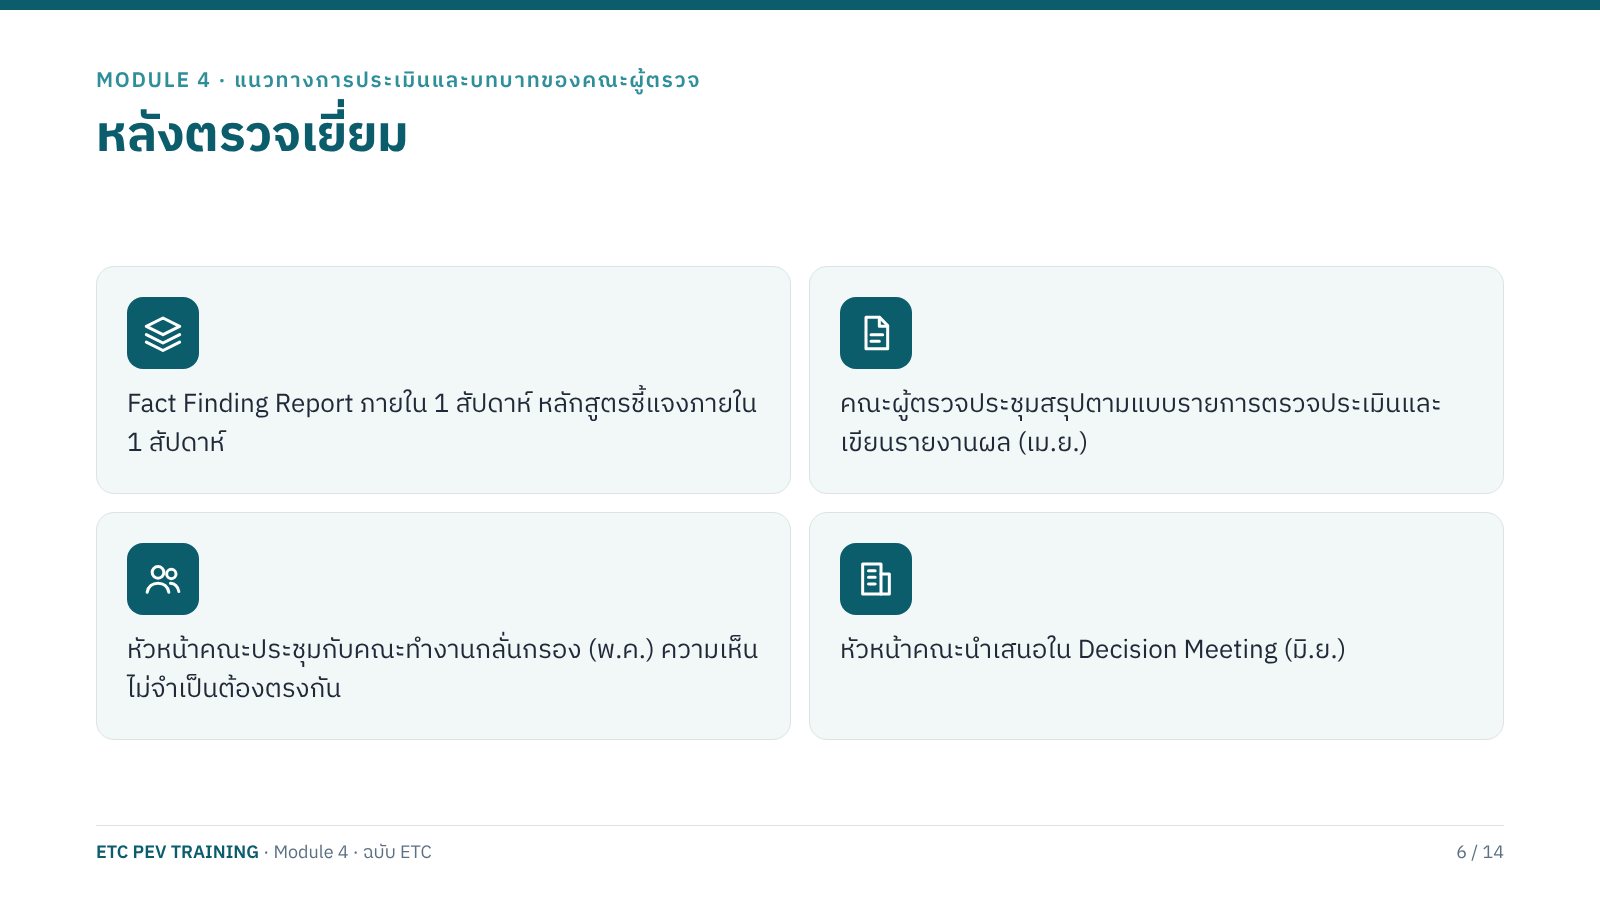 MODULE 4 · แนวทางการประเมินและบทบาทของคณะผู้ตรวจ
หลังตรวจเยี่ยม
Fact Finding Report ภายใน 1 สัปดาห์ หลักสูตรชี้แจงภายใน
1 สัปดาห์
คณะผู้ตรวจประชุมสรุปตามแบบรายการตรวจประเมินและ
เขียนรายงานผล (เม.ย.)
หัวหน้าคณะประชุมกับคณะทำงานกลั่นกรอง (พ.ค.) ความเห็น
ไม่จำเป็นต้องตรงกัน
หัวหน้าคณะนำเสนอใน Decision Meeting (มิ.ย.)
ETC PEV TRAINING · Module 4 · ฉบับ ETC
6 / 14